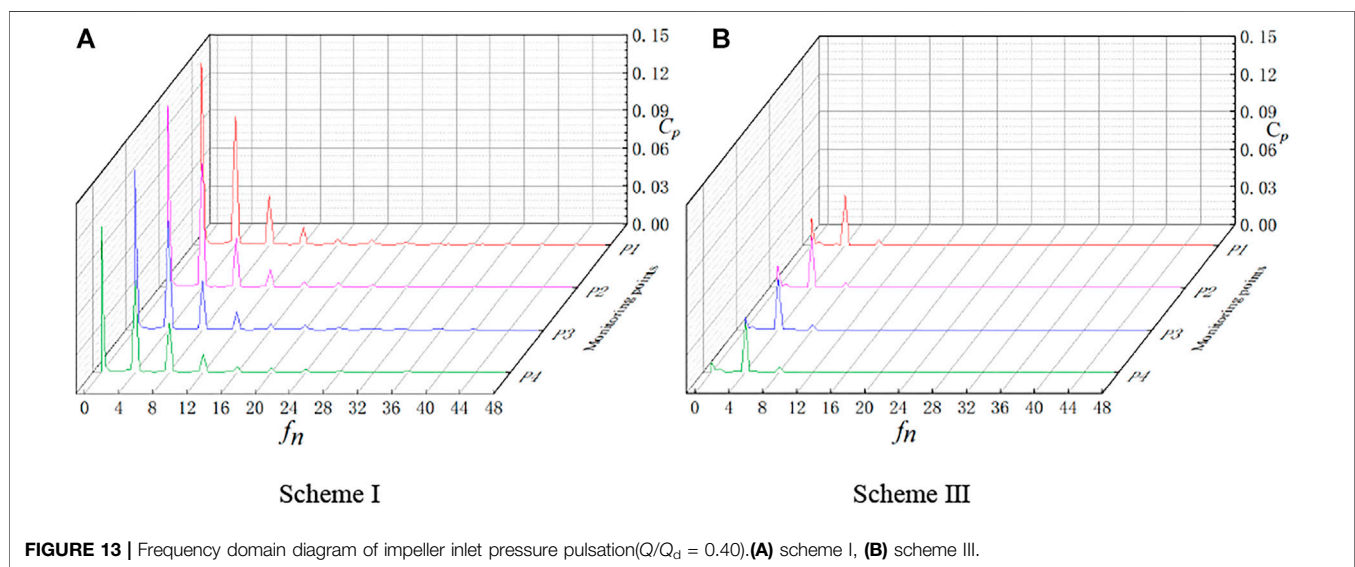 A
0.15
0.12
0.09
Cp
0.06
0.03
0.00
P1
P2
P3
P4
Monitoring points
0 4 8 12 16 20 24 28 32 36 40 44 48
fn
Scheme I
B
0.15
0.12
0.09
Cp
0.06
0.03
0.00
P1
P2
P3
P4
Monitoring points
0 4 8 12 16 20 24 28 32 36 40 44 48
fn
Scheme III
FIGURE 13 | Frequency domain diagram of impeller inlet pressure pulsation(Q/Qd = 0.40).(A) scheme I, (B) scheme III.